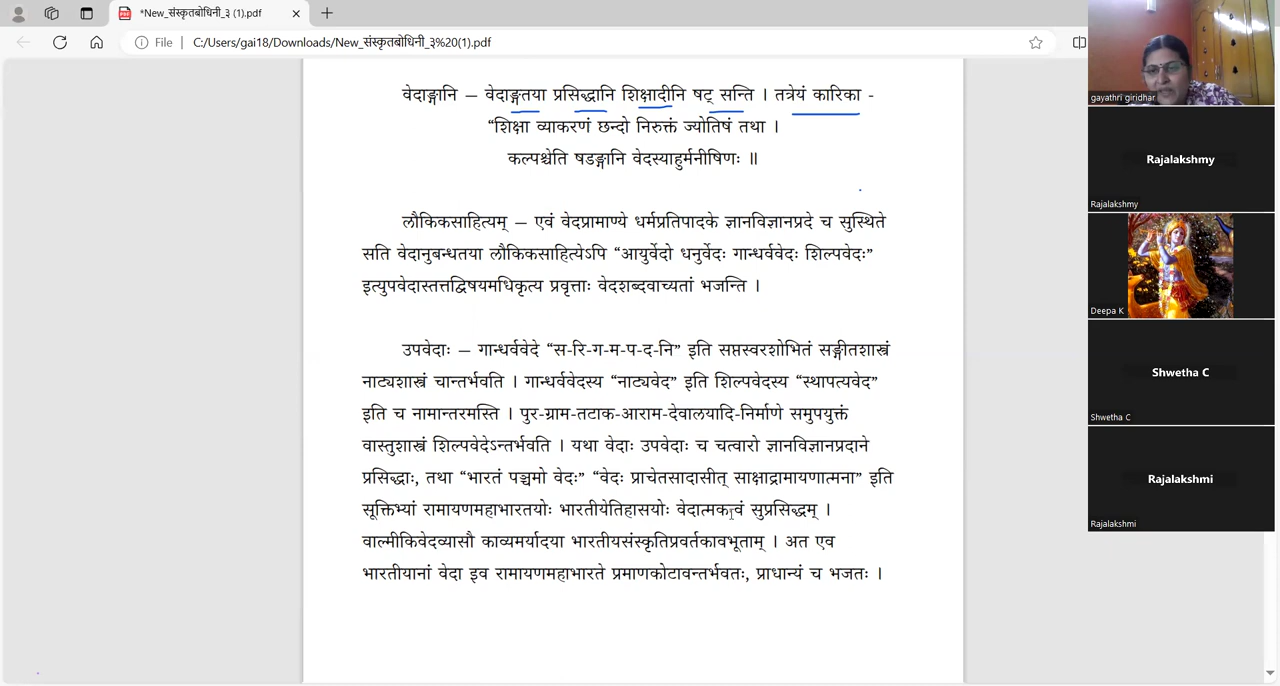 *New_संस्कृतबोधिनी_३ (1).pdf
File
C:/Users/gai18/Downloads/New_संस्कृतबोधिनी_३%20(1).pdf
वेदाङ्गानि – वेदाङ्गतया प्रसिद्धानि शिक्षादीनि षट् सन्ति । तत्रेयं कारिका -
“शिक्षा व्याकरणं छन्दो निरुक्तं ज्योतिषं तथा ।
कल्पश्चेति षडङ्गानि वेदस्याहुर्मनीषिणः ॥
लौकिकसाहित्यम् – एवं वेदप्रामाण्ये धर्मप्रतिपादके ज्ञानविज्ञानप्रदे च सुस्थिते
सति वेदानुबन्धतया लौकिकसाहित्येऽपि “आयुर्वेदो धनुर्वेदः गान्धर्ववेदः शिल्पवेदः”
इत्युपवेदास्तत्तद्विषयमधिकृत्य प्रवृत्ताः वेदशब्दवाच्यतां भजन्ति ।
उपवेदाः – गान्धर्ववेदे “स-रि-ग-म-प-द-नि” इति सप्तस्वरशोभितं सङ्गीतशास्त्रं
नाट्यशास्त्रं चान्तर्भवति । गान्धर्ववेदस्य “नाट्यवेद” इति शिल्पवेदस्य “स्थापत्यवेद”
इति च नामान्तरमस्ति । पुर-ग्राम-तटाक-आराम-देवालयादि-निर्माणे समुपयुक्तं
वास्तुशास्त्रं शिल्पवेदेऽन्तर्भवति । यथा वेदाः उपवेदाः च चत्वारो ज्ञानविज्ञानप्रदाने
प्रसिद्धाः, तथा “भारतं पञ्चमो वेदः” “वेदः प्राचेतसादासीत् साक्षाद्रामायणात्मना” इति
सूक्तिभ्यां रामायणमहाभारतयोः भारतीयेतिहासयोः वेदात्मकत्वं सुप्रसिद्धम् ।
वाल्मीकिवेदव्यासौ काव्यमर्यादया भारतीयसंस्कृतिप्रवर्तकावभूताम् । अत एव
भारतीयानां वेदा इव रामायणमहाभारते प्रमाणकोटावन्तर्भवतः, प्राधान्यं च भजतः ।
gayathri giridhar
Rajalakshmy
Rajalakshmy
Deepa K
Shwetha C
Shwetha C
Rajalakshmi
Rajalakshmi